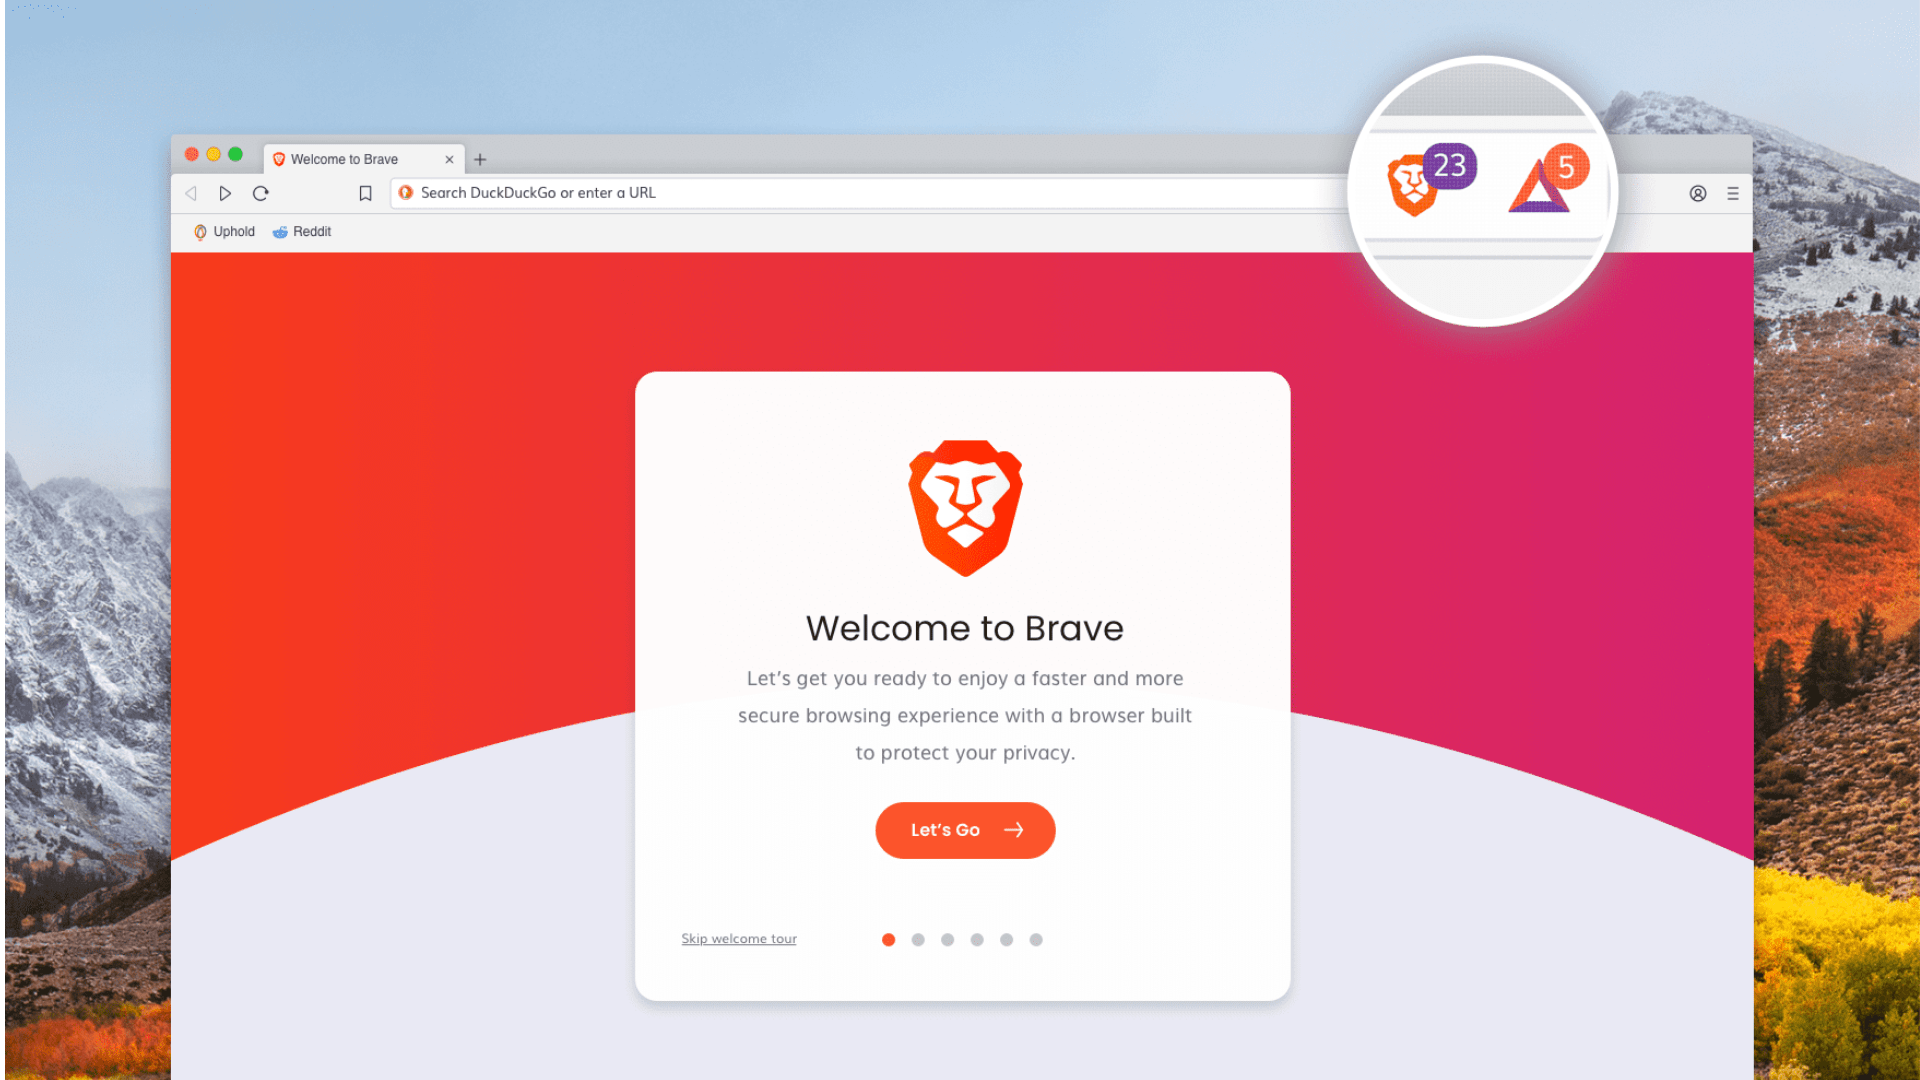 Welcome to Brave
Search DuckDuckGo or enter a URL
23
5
Uphold
Reddit
Welcome to Brave
Let’s get you ready to enjoy a faster and more
secure browsing experience with a browser built
to protect your privacy.
Let’s Go
Skip welcome tour